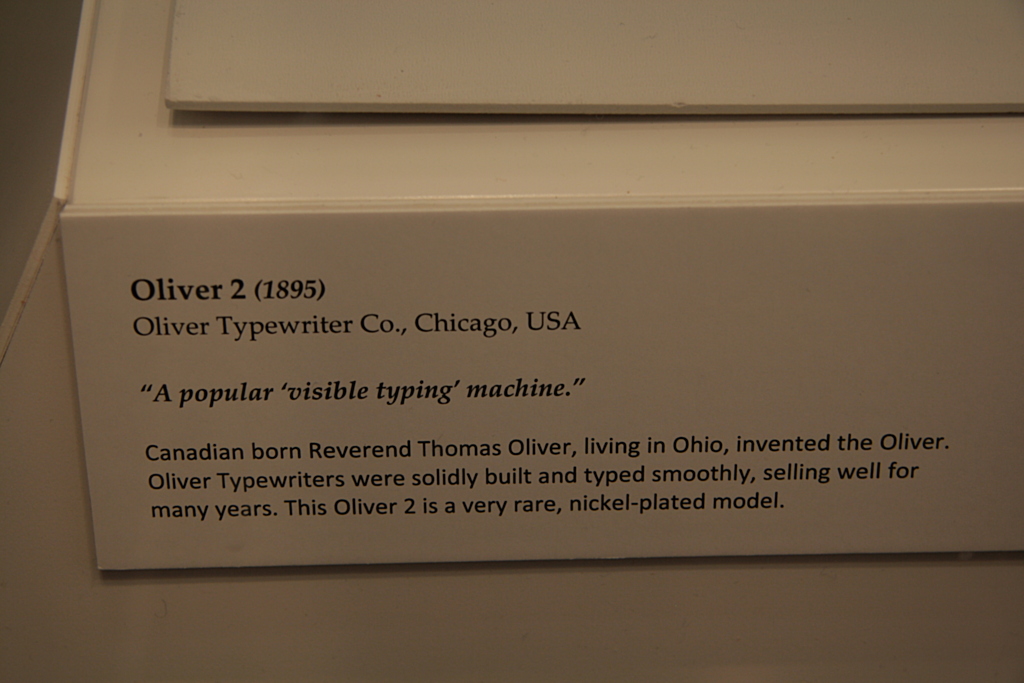 Oliver 2 (1895)
Oliver Typewriter Co., Chicago, USA
“A popular ‘visible typing’ machine.”
Canadian born Reverend Thomas Oliver, living in Ohio, invented the Oliver.
Oliver Typewriters were solidly built and typed smoothly, selling well for
many years. This Oliver 2 is a very rare, nickel-plated model.